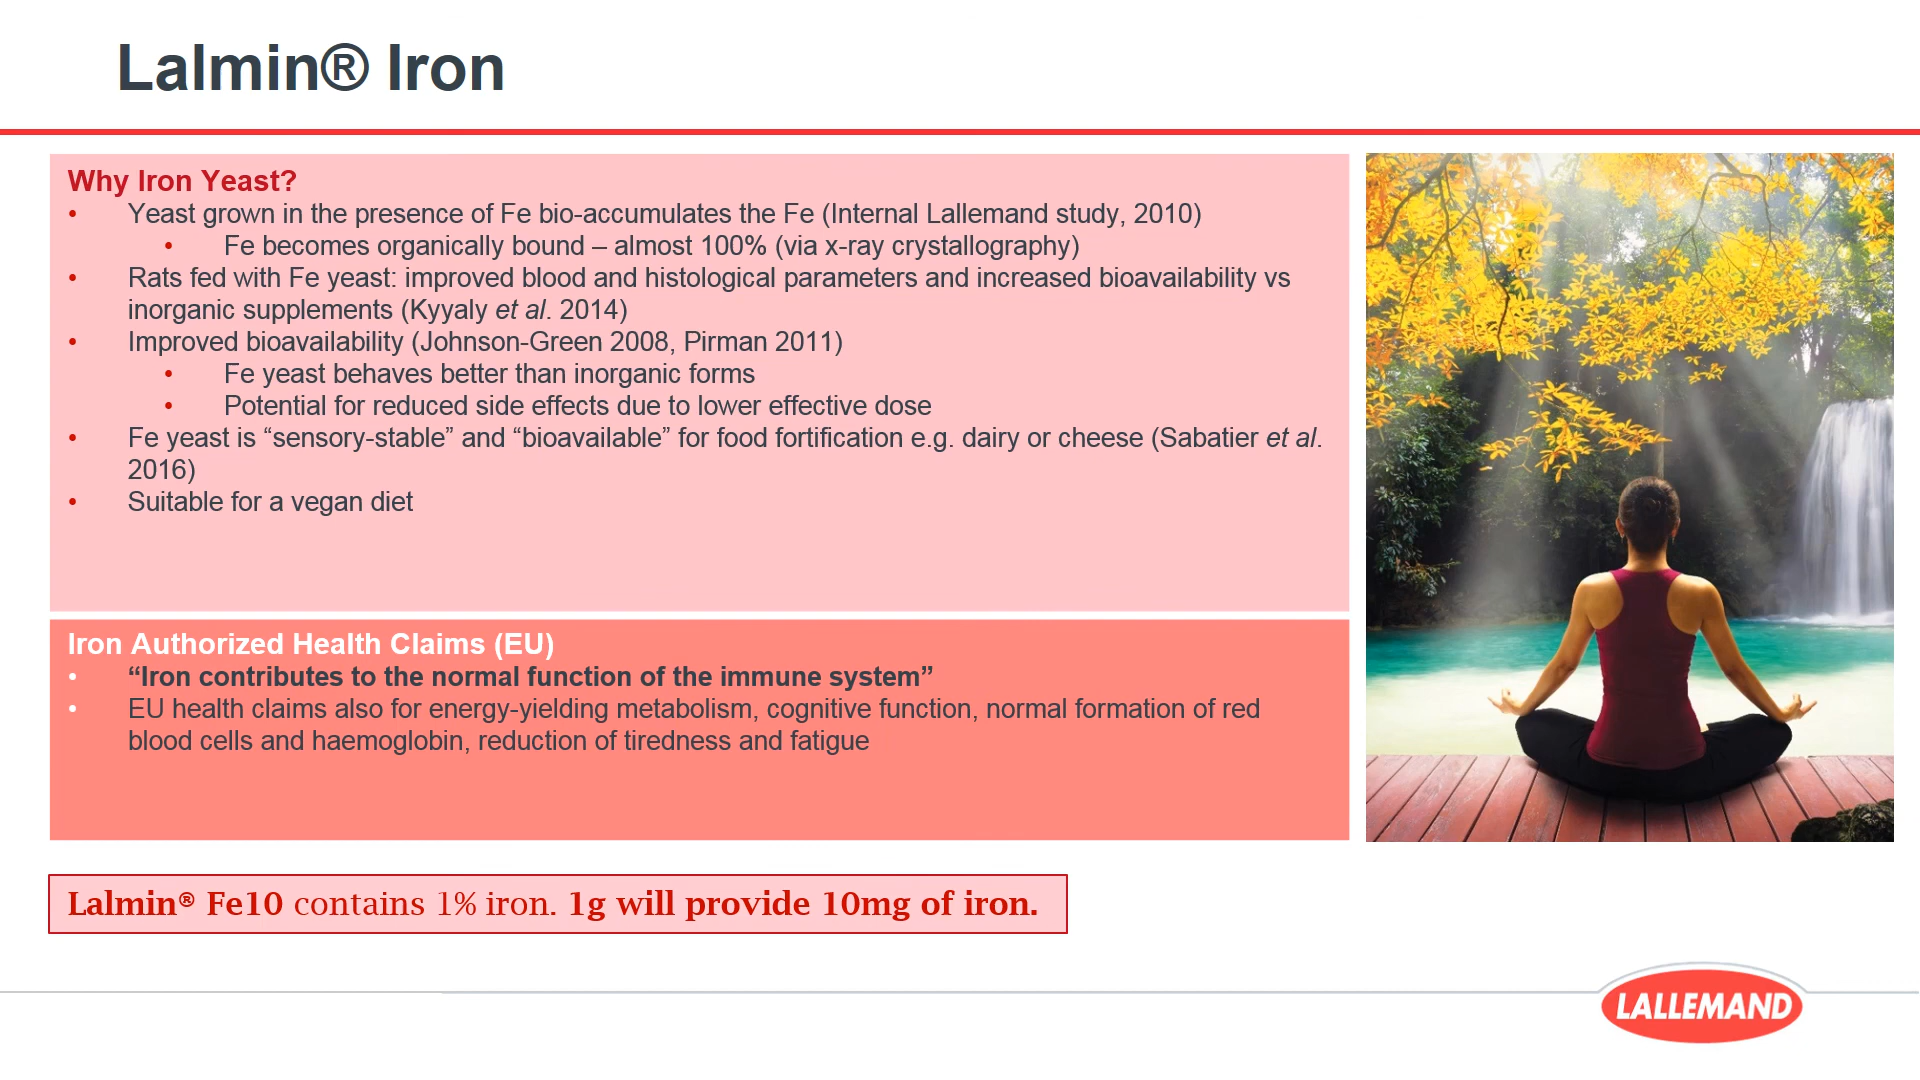 Lalmin® Iron
Why Iron Yeast?
• Yeast grown in the presence of Fe bio-accumulates the Fe (Internal Lallemand study, 2010)
• Fe becomes organically bound – almost 100% (via x-ray crystallography)
• Rats fed with Fe yeast: improved blood and histological parameters and increased bioavailability vs
inorganic supplements (Kyyaly et al. 2014)
• Improved bioavailability (Johnson-Green 2008, Pirman 2011)
• Fe yeast behaves better than inorganic forms
• Potential for reduced side effects due to lower effective dose
• Fe yeast is “sensory-stable” and “bioavailable” for food fortification e.g. dairy or cheese (Sabatier et al.
2016)
• Suitable for a vegan diet
Iron Authorized Health Claims (EU)
• “Iron contributes to the normal function of the immune system”
• EU health claims also for energy-yielding metabolism, cognitive function, normal formation of red
blood cells and haemoglobin, reduction of tiredness and fatigue
Lalmin® Fe10 contains 1% iron. 1g will provide 10mg of iron.
LALLEMAND